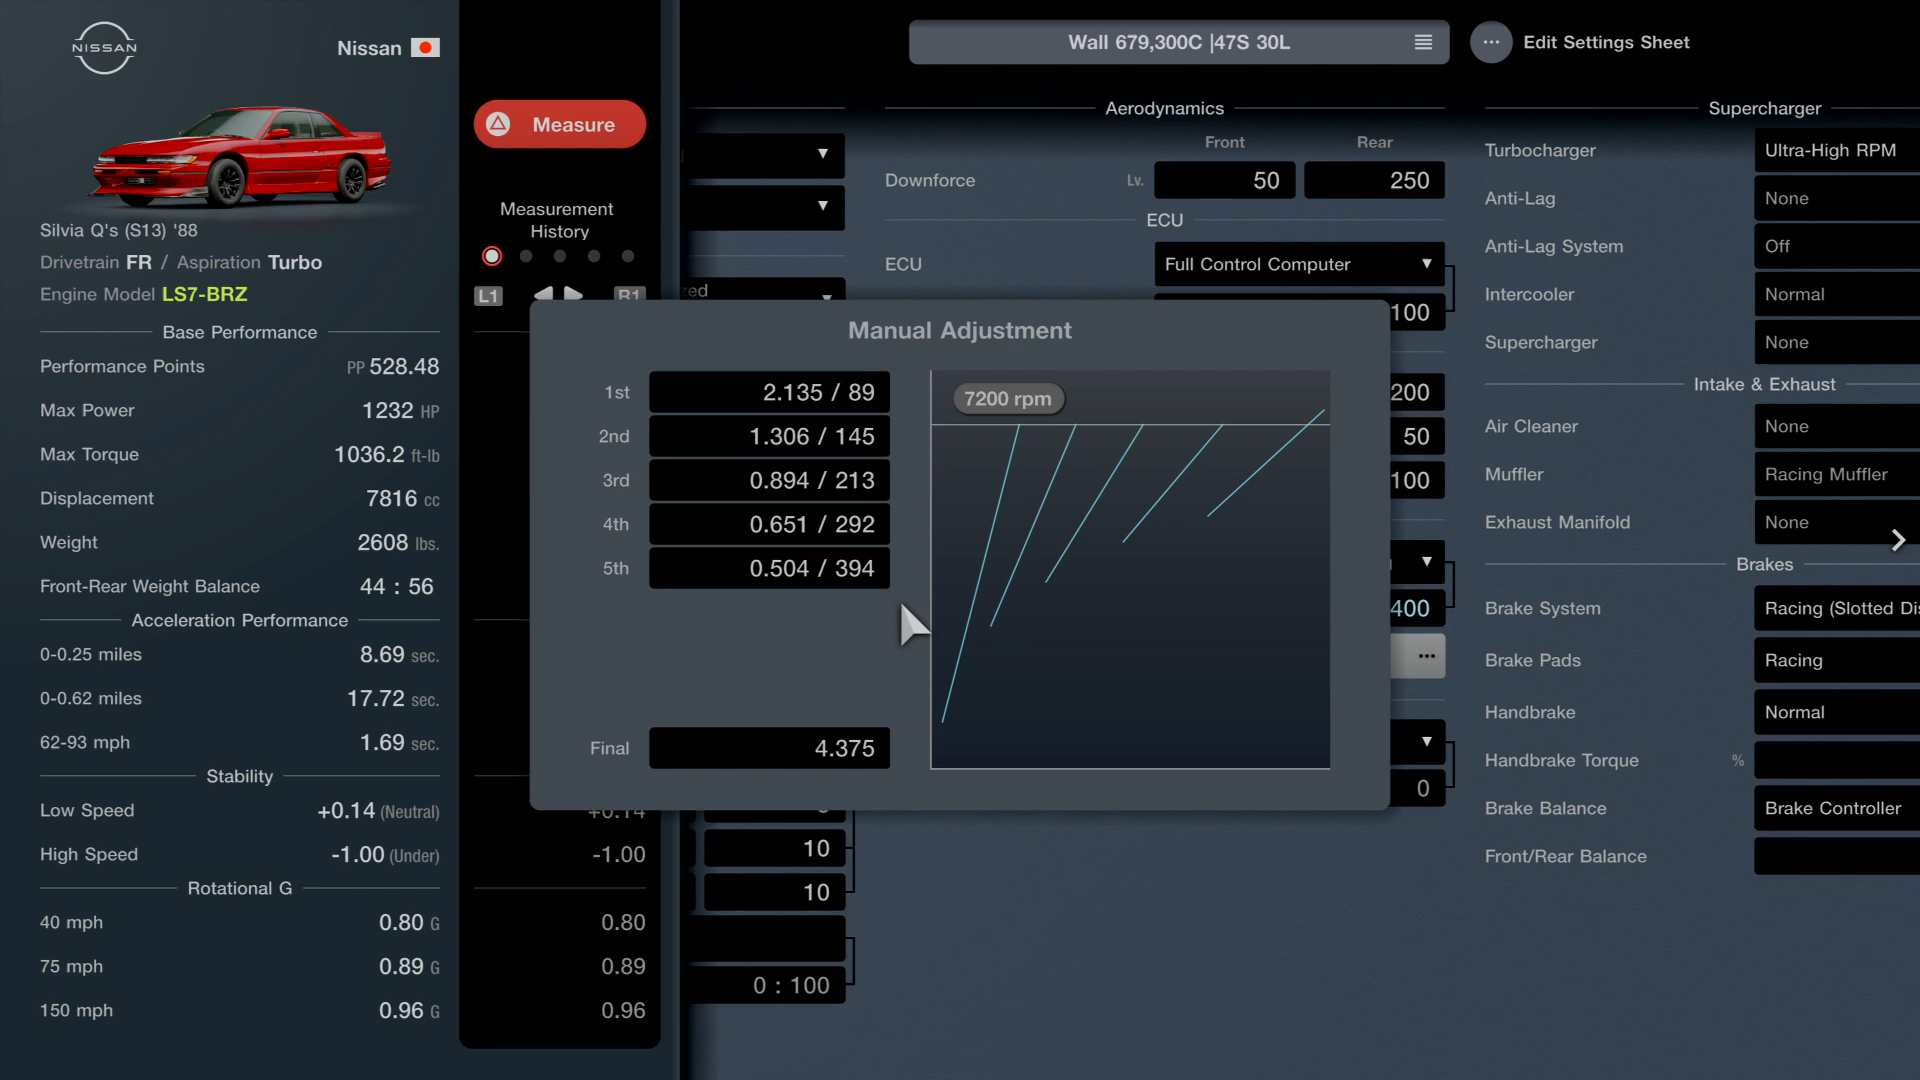 NISSAN
Nissan
Silvia Q's (S13) '88
Drivetrain FR / Aspiration Turbo
Engine Model LS7-BRZ
Base Performance
Performance Points PP 528.48
Max Power 1232 HP
Max Torque 1036.2 ft-lb
Displacement 7816 cc
Weight 2608 lbs.
Front-Rear Weight Balance 44 : 56
Acceleration Performance
0-0.25 miles 8.69 sec.
0-0.62 miles 17.72 sec.
62-93 mph 1.69 sec.
Stability
Low Speed +0.14 (Neutral)
High Speed -1.00 (Under)
Rotational G
40 mph 0.80 G
75 mph 0.89 G
150 mph 0.96 G
Measure
Measurement
History
L1 R1
+0.14
-1.00
0.80
0.89
0.96
10
10
0 : 100
Wall 679,300C |47S 30L
Edit Settings Sheet
Aerodynamics
Front Rear
Downforce Lv. 50 250
ECU
ECU Full Control Computer
100
200
50
100
400
0
Manual Adjustment
1st 2.135 / 89
2nd 1.306 / 145
3rd 0.894 / 213
4th 0.651 / 292
5th 0.504 / 394
Final 4.375
7200 rpm
Supercharger
Turbocharger Ultra-High RPM
Anti-Lag None
Anti-Lag System Off
Intercooler Normal
Supercharger None
Intake & Exhaust
Air Cleaner None
Muffler Racing Muffler
Exhaust Manifold None
Brakes
Brake System Racing (Slotted Dis
Brake Pads Racing
Handbrake Normal
Handbrake Torque %
Brake Balance Brake Controller
Front/Rear Balance